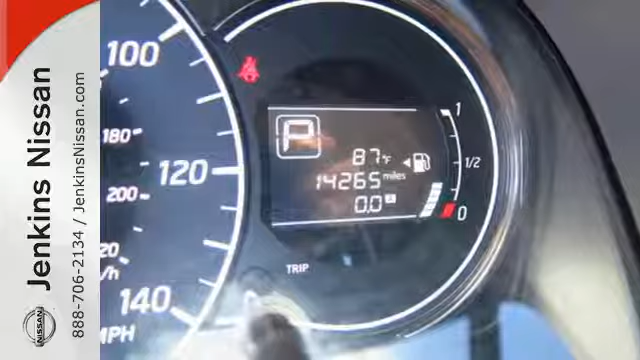 Jenkins Nissan
888-706-2134 / JenkinsNissan.com
NISSAN
100
180
120
200
20
/h
140
MPH
P
87°F
14265 miles
0.0 A
1
1/2
0
TRIP